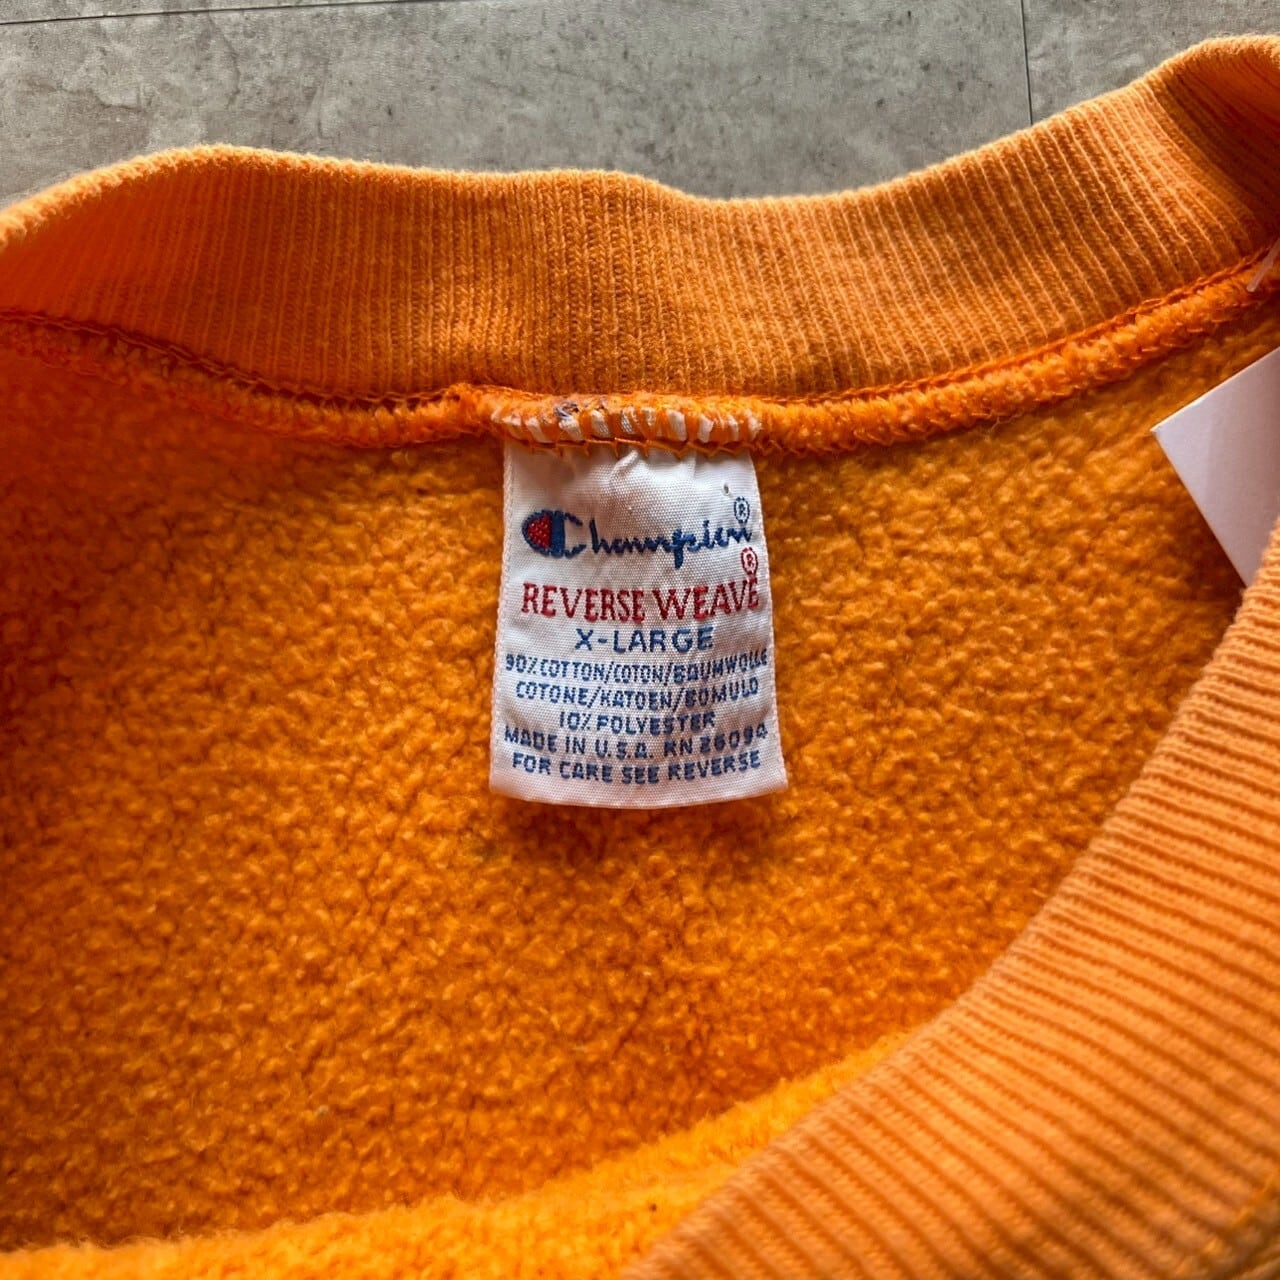 Champion®
REVERSE WEAVE®
X-LARGE
90% COTTON/COTON/BAUMWOLLE
COTONE/KATOEN/BOMULD
10% POLYESTER
MADE IN U.S.A. RN 26094
FOR CARE SEE REVERSE